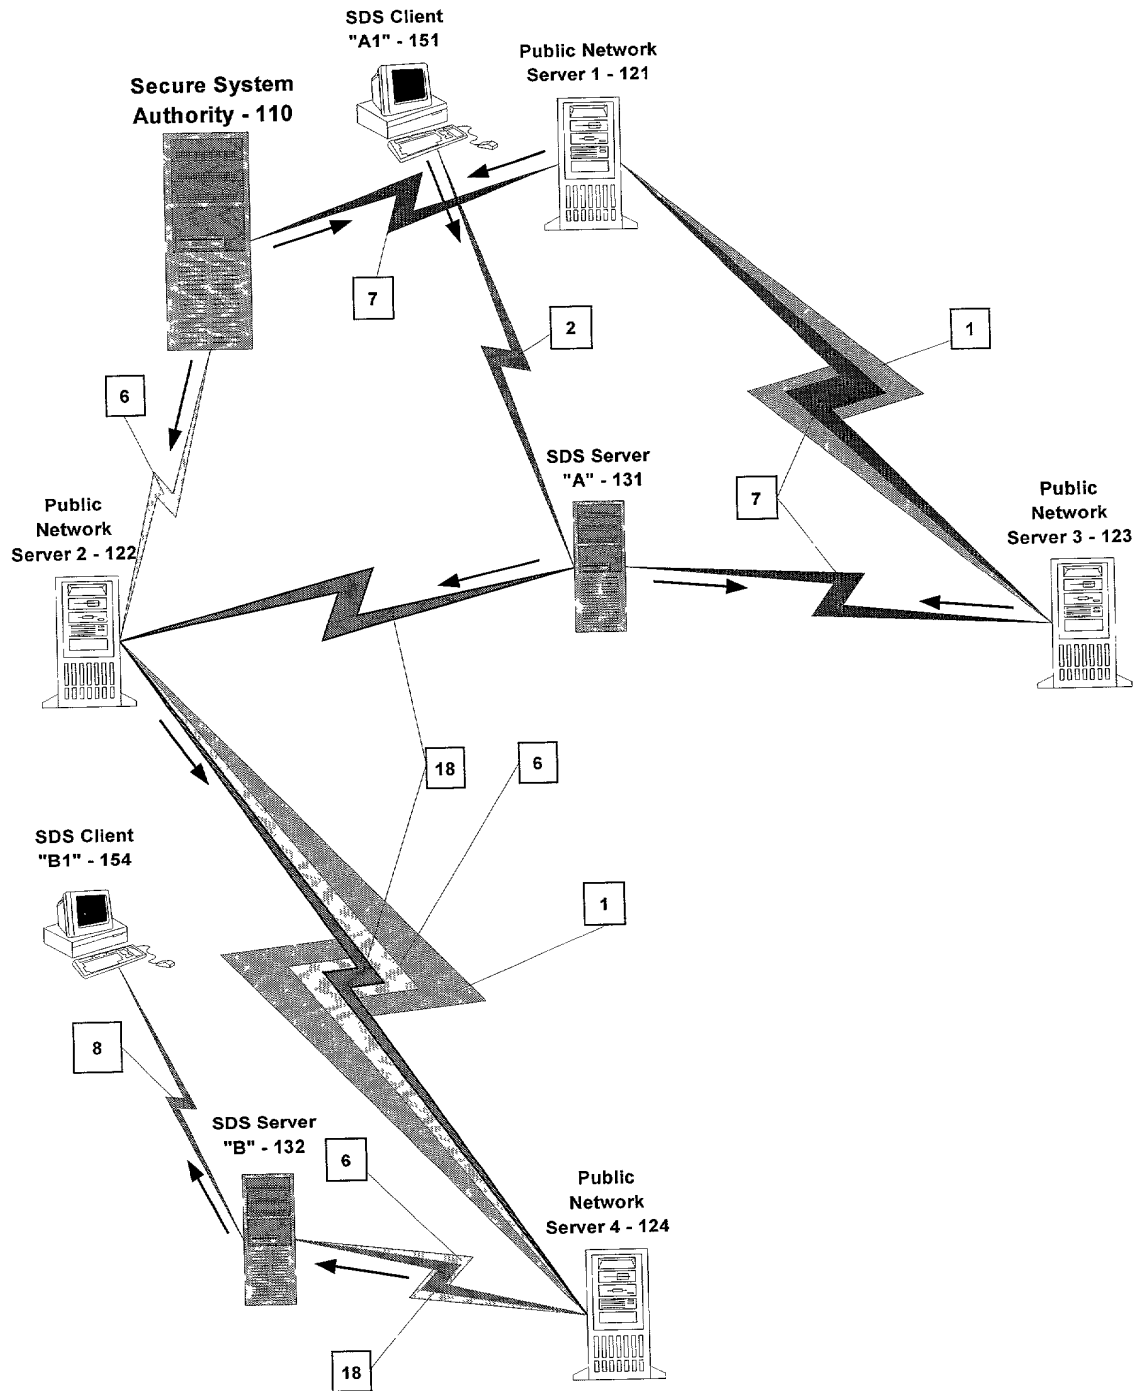 SDS Client
"A1" - 151
Public Network
Server 1 - 121
Secure System
Authority - 110
7
2
1
6
SDS Server
"A" - 131
7
Public
Network
Server 2 - 122
Public
Network
Server 3 - 123
18
6
SDS Client
"B1" - 154
1
8
SDS Server
"B" - 132
6
Public
Network
Server 4 - 124
18